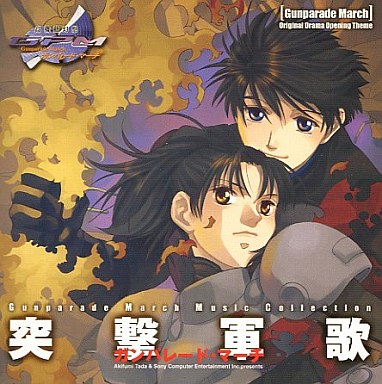 [Gunparade March]
Original Drama Opening Theme
GPM
Gunparade March Music Collection
突撃軍歌
ガンパレード・マーチ
Akifumi Tada & Sony Computer Entertainment Inc. presents